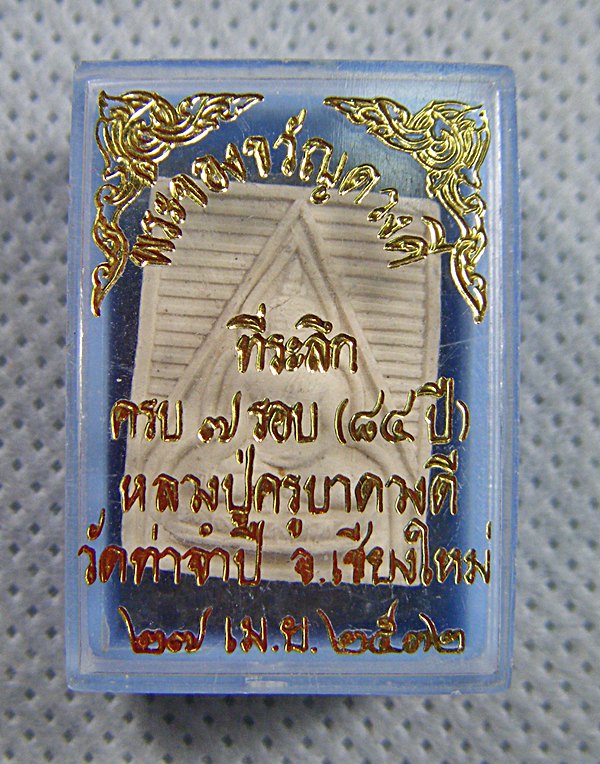 พระของขวัญดวงดี
ที่ระลึก
ครบ ๗ รอบ (๘๔ ปี)
หลวงปู่ครูบาดวงดี
วัดท่าจำปี จ.เชียงใหม่
๒๗ เม.ย. ๒๕๓๒